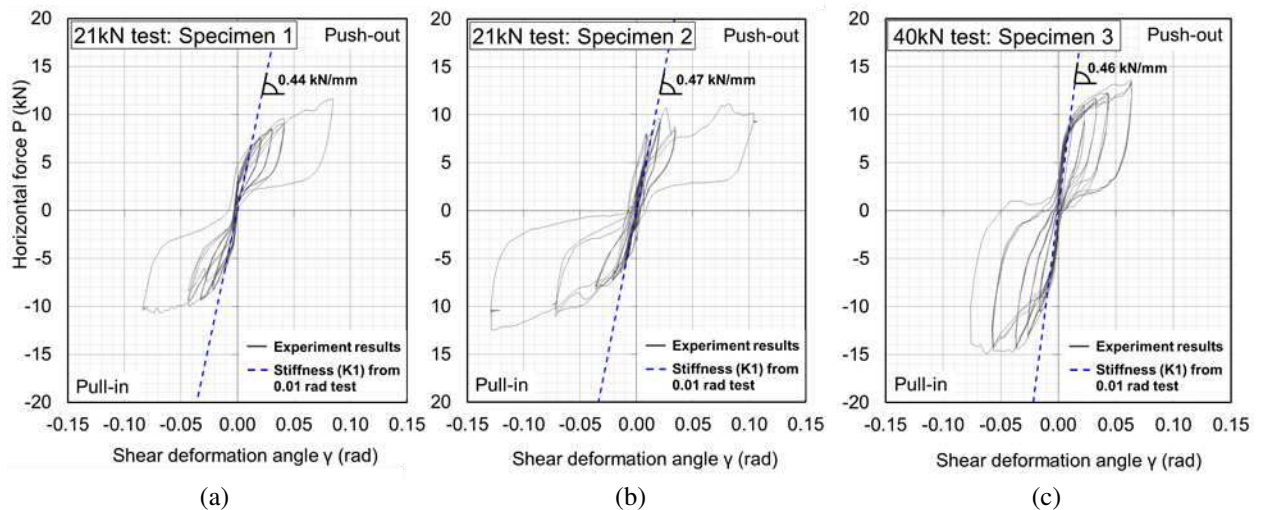 21kN test: Specimen 1
Push-out
0.44 kN/mm
Horizontal force P (kN)
20
15
10
5
0
-5
-10
-15
20
Experiment results
Stiffness (K1) from
0.01 rad test
Pull-in
-0.15 -0.10 -0.05 0.00 0.05 0.10 0.15
Shear deformation angle γ (rad)
(a)
21kN test: Specimen 2
Push-out
0.47 kN/mm
20
15
10
5
0
-5
-10
-15
20
Experiment results
Stiffness (K1) from
0.01 rad test
Pull-in
-0.15 -0.10 -0.05 0.00 0.05 0.10 0.15
Shear deformation angle γ (rad)
(b)
40kN test: Specimen 3
Push-out
0.46 kN/mm
20
15
10
5
0
-5
-10
-15
20
Experiment results
Stiffness (K1) from
0.01 rad test
Pull-in
-0.15 -0.10 -0.05 0.00 0.05 0.10 0.15
Shear deformation angle γ (rad)
(c)